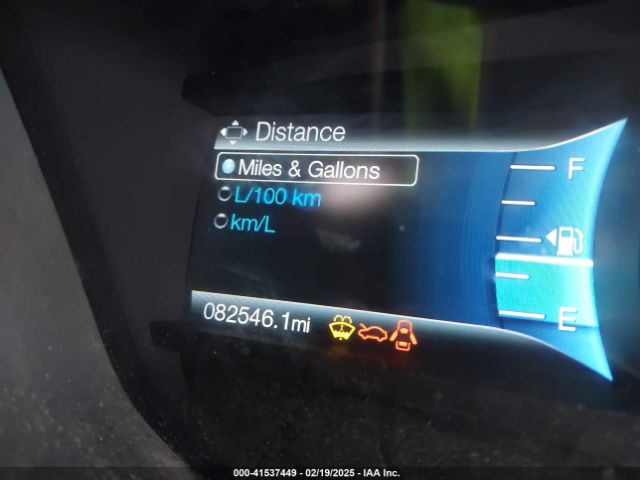 Distance
Miles & Gallons
L/100 km
km/L
F
E
082546.1mi
000-41537449 - 02/19/2025 - IAA Inc.